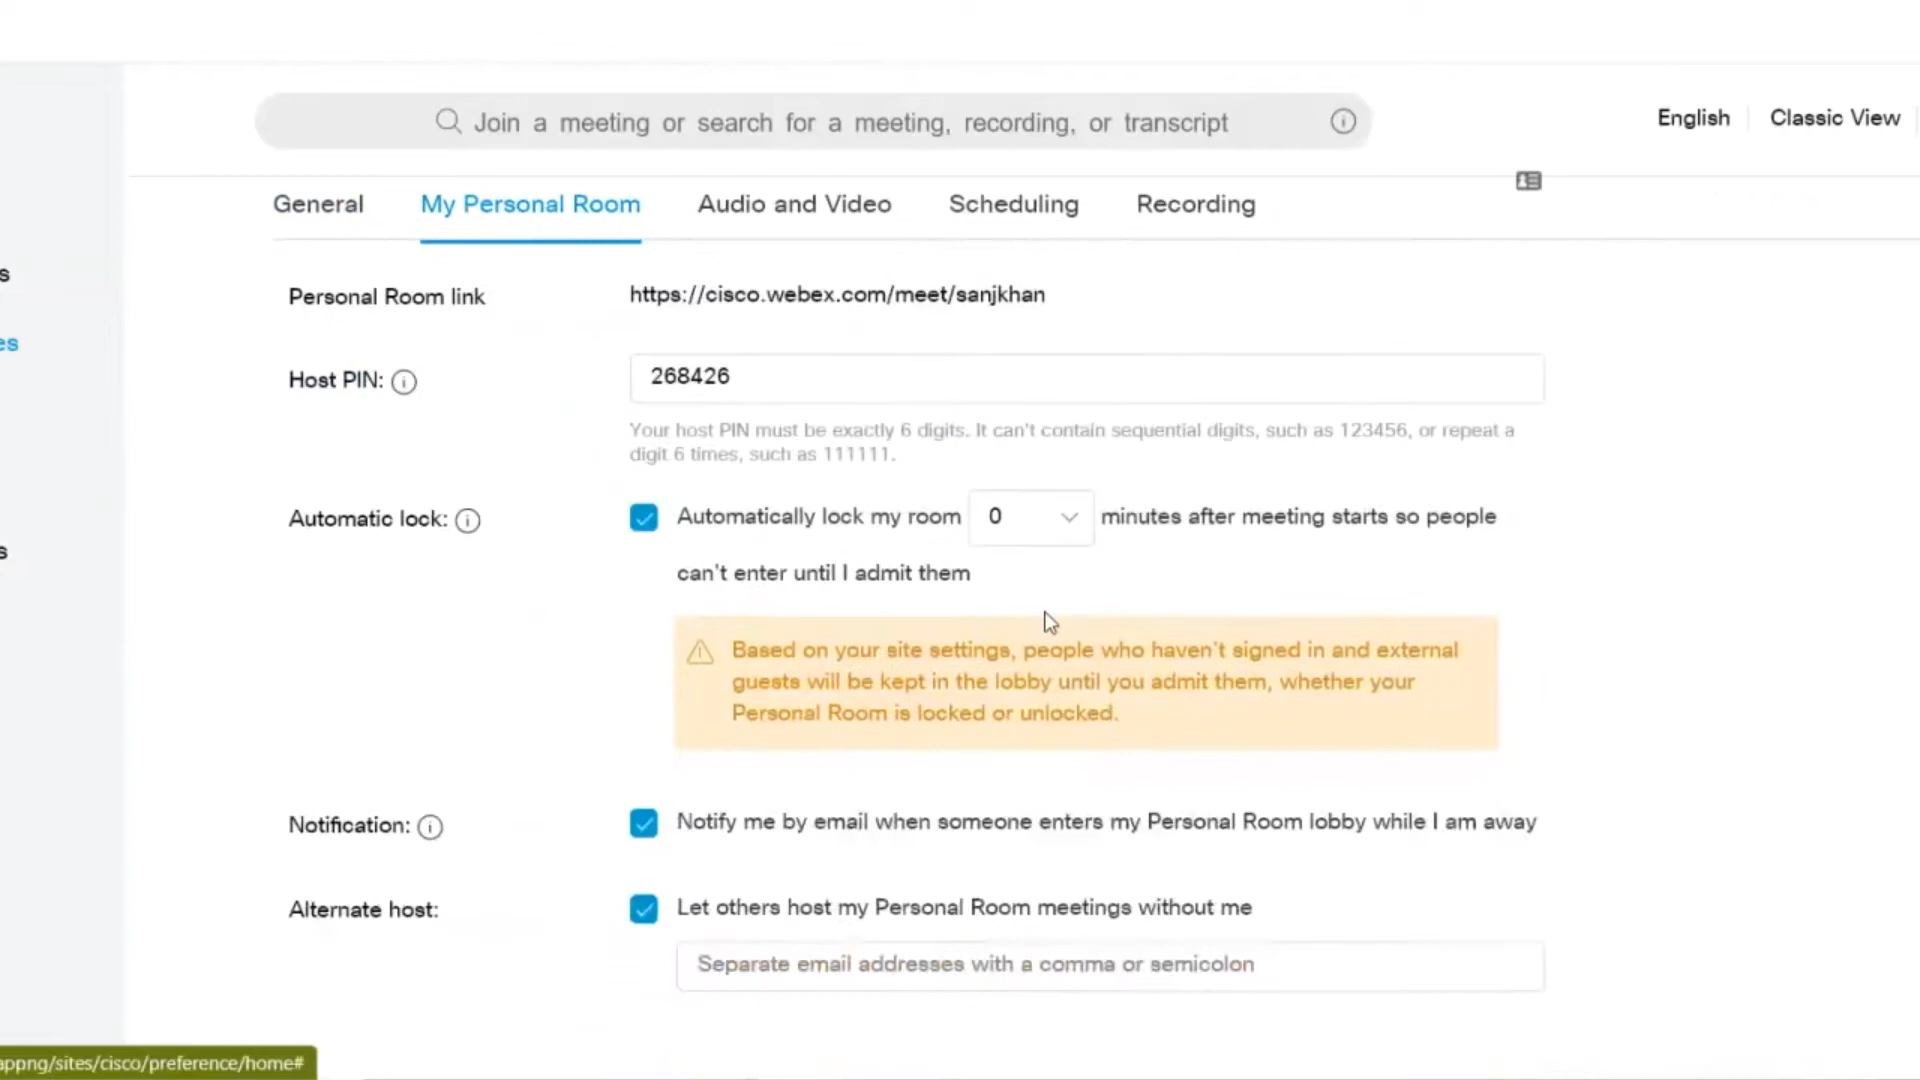 Join a meeting or search for a meeting, recording, or transcript
English
Classic View
General
My Personal Room
Audio and Video
Scheduling
Recording
s
Personal Room link
https://cisco.webex.com/meet/sanjkhan
es
Host PIN:
268426
Your host PIN must be exactly 6 digits. It can't contain sequential digits, such as 123456, or repeat a
digit 6 times, such as 111111.
Automatic lock:
Automatically lock my room 0 minutes after meeting starts so people
s
can't enter until I admit them
Based on your site settings, people who haven't signed in and external
guests will be kept in the lobby until you admit them, whether your
Personal Room is locked or unlocked.
Notification:
Notify me by email when someone enters my Personal Room lobby while I am away
Alternate host:
Let others host my Personal Room meetings without me
Separate email addresses with a comma or semicolon
appng/sites/cisco/preference/home#